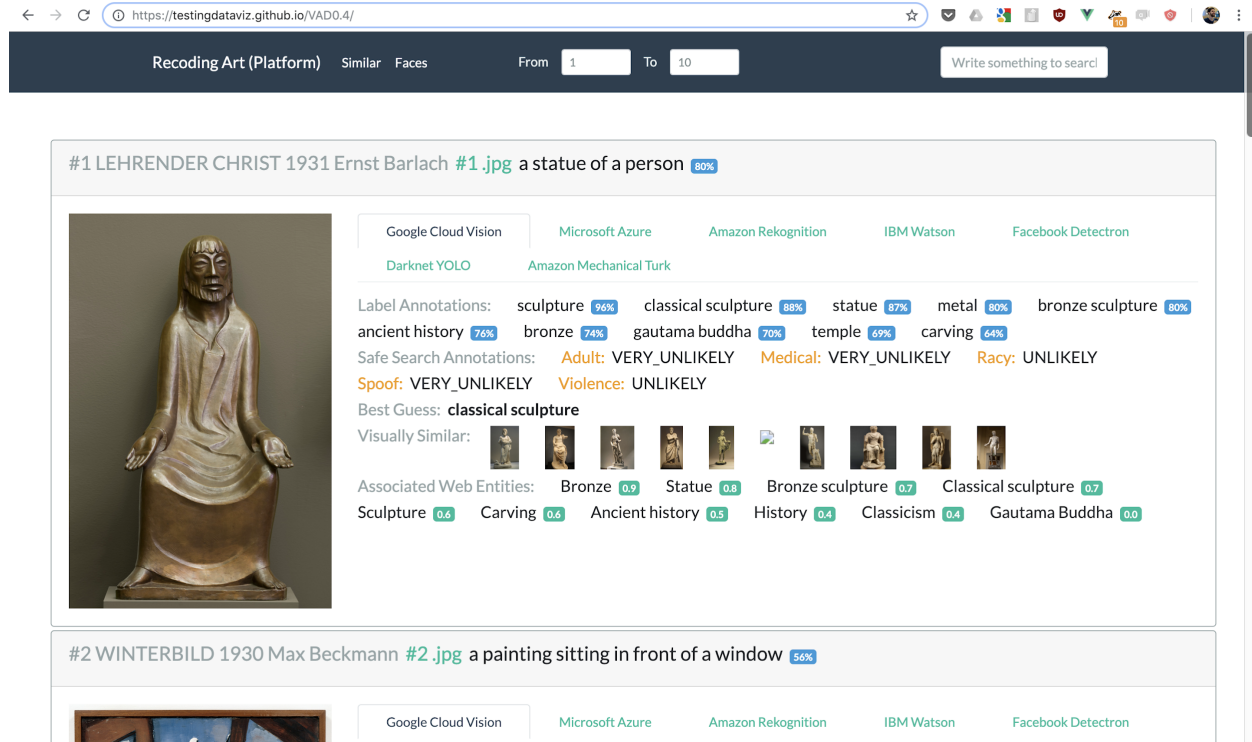 https://testingdataviz.github.io/VAD0.4/
10
Recoding Art (Platform) Similar Faces From 1 To 10 Write something to search
#1 LEHRENDER CHRIST 1931 Ernst Barlach #1 .jpg a statue of a person 80%
Google Cloud Vision Microsoft Azure Amazon Rekognition IBM Watson Facebook Detectron
Darknet YOLO Amazon Mechanical Turk
Label Annotations: sculpture 96% classical sculpture 88% statue 87% metal 80% bronze sculpture 80%
ancient history 76% bronze 74% gautama buddha 70% temple 69% carving 64%
Safe Search Annotations: Adult: VERY_UNLIKELY Medical: VERY_UNLIKELY Racy: UNLIKELY
Spoof: VERY_UNLIKELY Violence: UNLIKELY
Best Guess: classical sculpture
Visually Similar:
Associated Web Entities: Bronze 0.9 Statue 0.8 Bronze sculpture 0.7 Classical sculpture 0.7
Sculpture 0.6 Carving 0.6 Ancient history 0.5 History 0.4 Classicism 0.4 Gautama Buddha 0.0
#2 WINTERBILD 1930 Max Beckmann #2 .jpg a painting sitting in front of a window 56%
Google Cloud Vision Microsoft Azure Amazon Rekognition IBM Watson Facebook Detectron